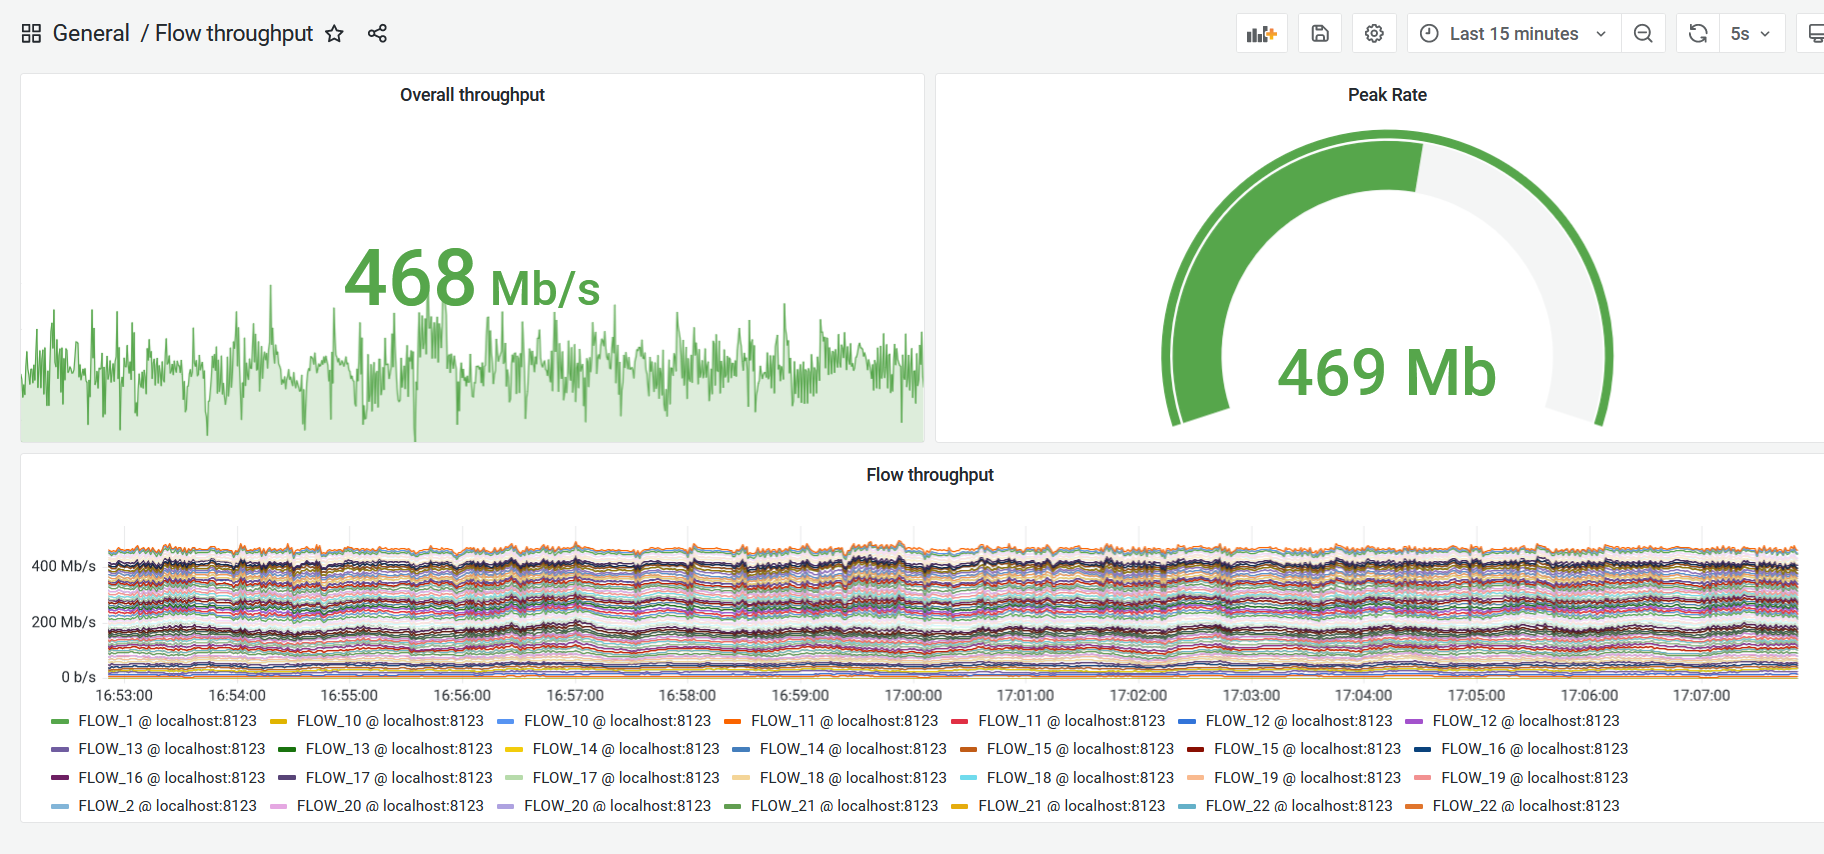 General / Flow throughput
Last 15 minutes
5s
Overall throughput
468 Mb/s
Peak Rate
469 Mb
Flow throughput
400 Mb/s
200 Mb/s
0 b/s
16:53:00 16:54:00 16:55:00 16:56:00 16:57:00 16:58:00 16:59:00 17:00:00 17:01:00 17:02:00 17:03:00 17:04:00 17:05:00 17:06:00 17:07:00
FLOW_1 @ localhost:8123 FLOW_10 @ localhost:8123 FLOW_10 @ localhost:8123 FLOW_11 @ localhost:8123 FLOW_11 @ localhost:8123 FLOW_12 @ localhost:8123 FLOW_12 @ localhost:8123
FLOW_13 @ localhost:8123 FLOW_13 @ localhost:8123 FLOW_14 @ localhost:8123 FLOW_14 @ localhost:8123 FLOW_15 @ localhost:8123 FLOW_15 @ localhost:8123 FLOW_16 @ localhost:8123
FLOW_16 @ localhost:8123 FLOW_17 @ localhost:8123 FLOW_17 @ localhost:8123 FLOW_18 @ localhost:8123 FLOW_18 @ localhost:8123 FLOW_19 @ localhost:8123 FLOW_19 @ localhost:8123
FLOW_2 @ localhost:8123 FLOW_20 @ localhost:8123 FLOW_20 @ localhost:8123 FLOW_21 @ localhost:8123 FLOW_21 @ localhost:8123 FLOW_22 @ localhost:8123 FLOW_22 @ localhost:8123